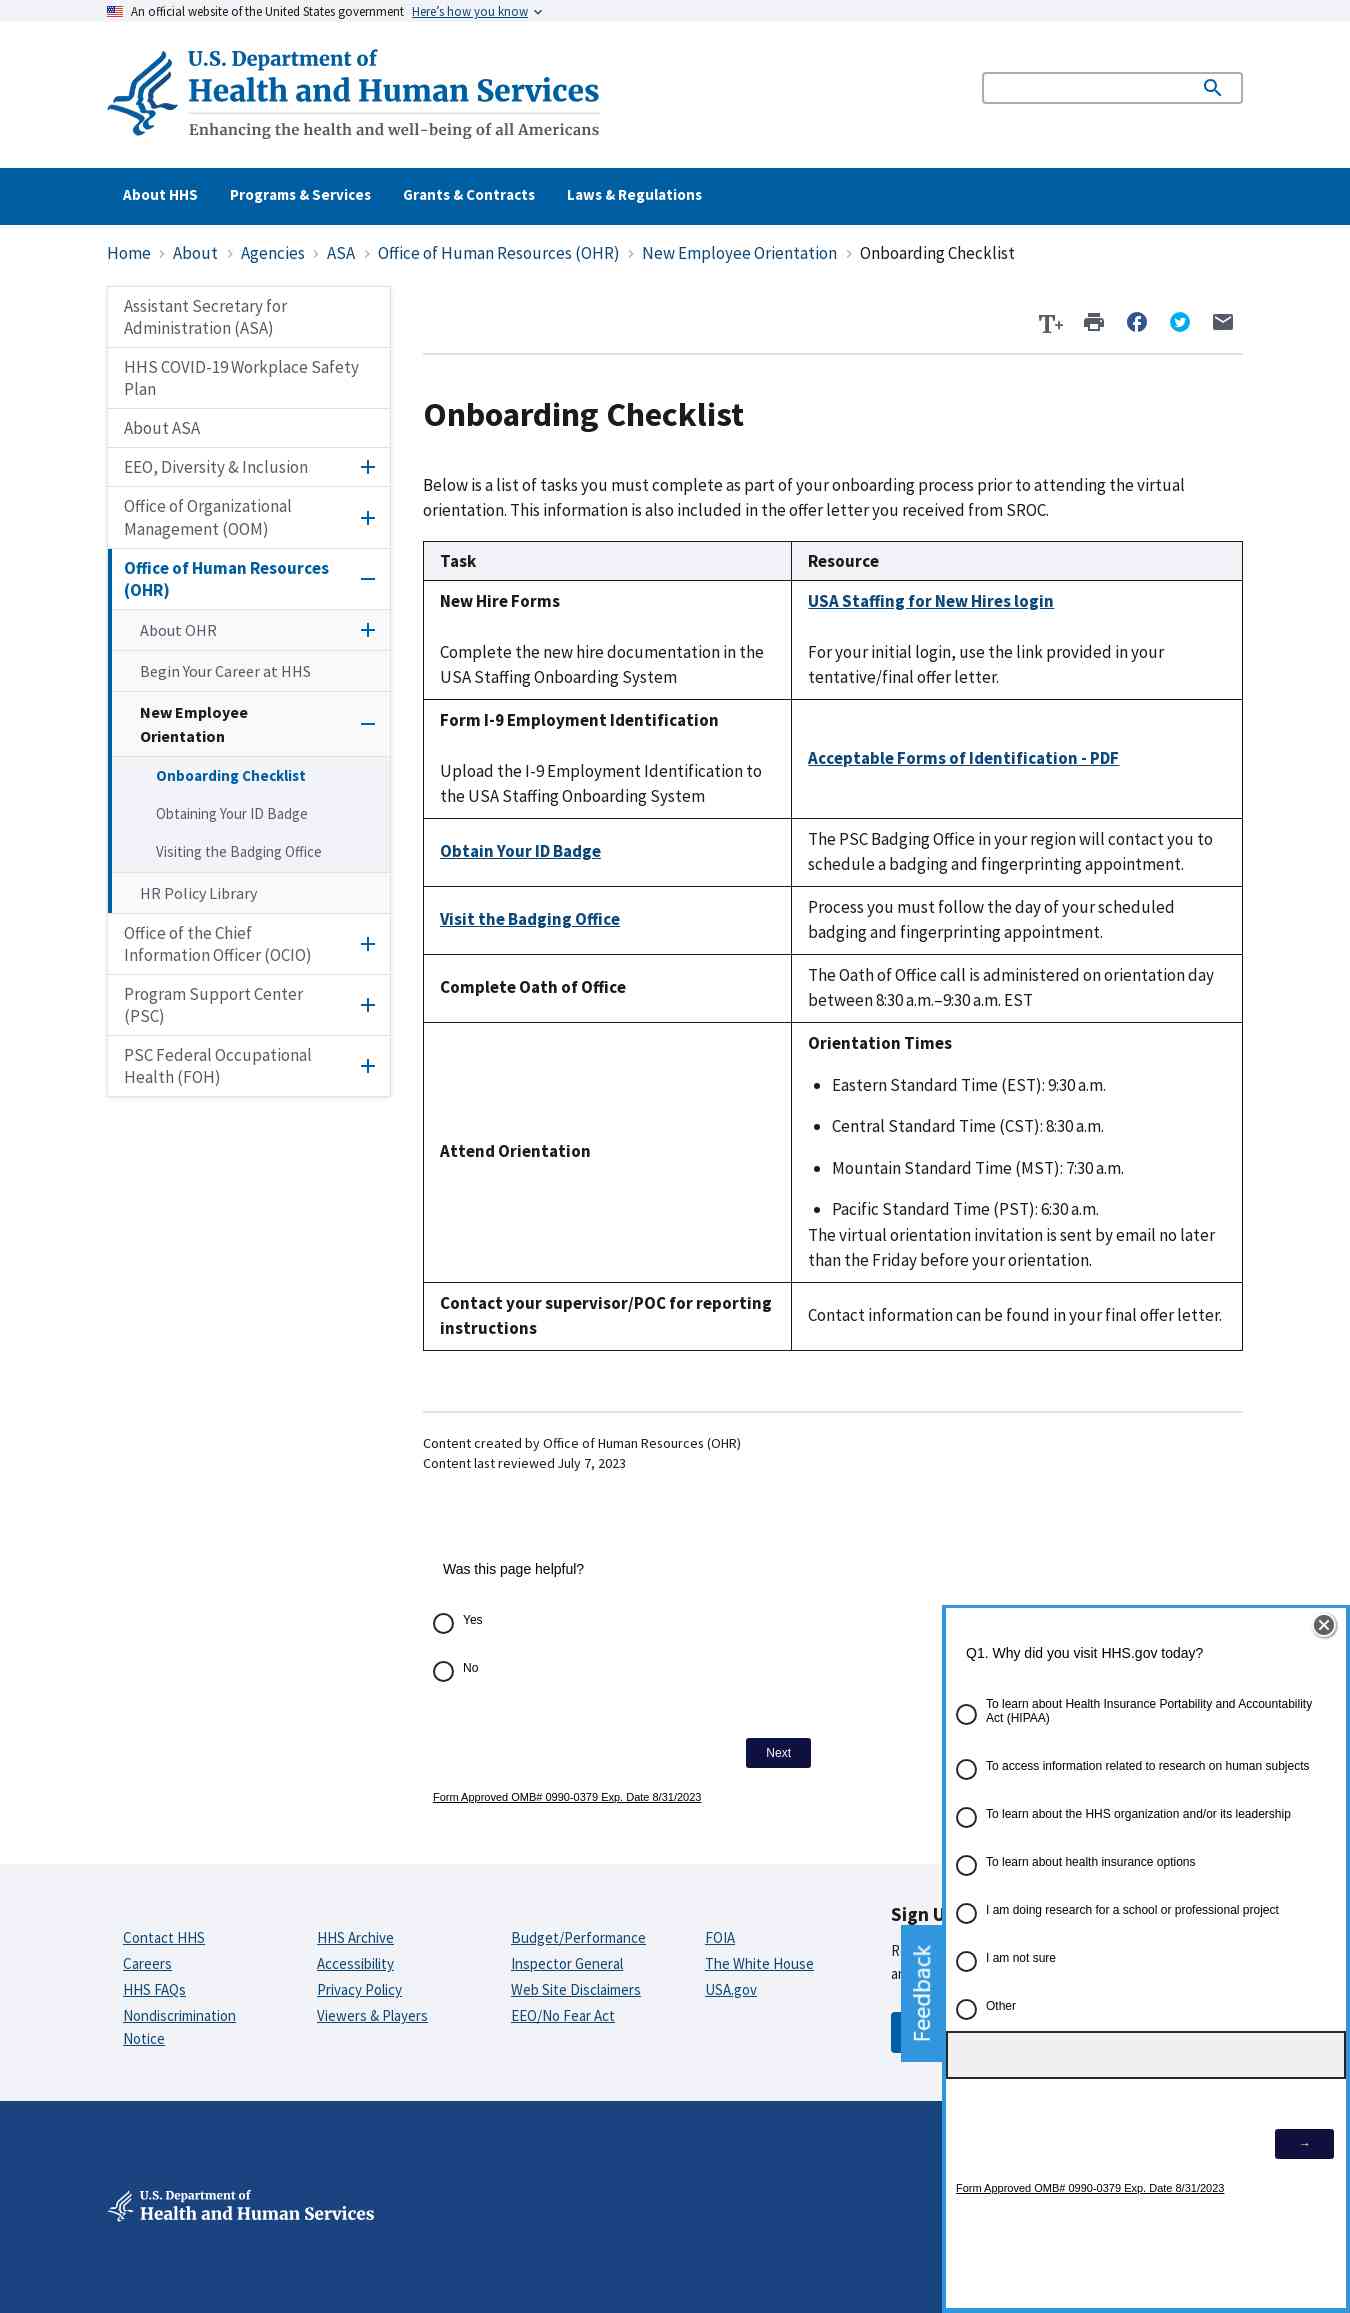 An official website of the United States government Here's how you know
U.S. Department of
Health and Human Services
Enhancing the health and well-being of all Americans
About HHS Programs & Services Grants & Contracts Laws & Regulations
Home About Agencies ASA Office of Human Resources (OHR) New Employee Orientation Onboarding Checklist
Assistant Secretary for
Administration (ASA)
HHS COVID-19 Workplace Safety
Plan
About ASA
EEO, Diversity & Inclusion
Office of Organizational
Management (OOM)
Office of Human Resources
(OHR)
About OHR
Begin Your Career at HHS
New Employee
Orientation
Onboarding Checklist
Obtaining Your ID Badge
Visiting the Badging Office
HR Policy Library
Office of the Chief
Information Officer (OCIO)
Program Support Center
(PSC)
PSC Federal Occupational
Health (FOH)
T+
Onboarding Checklist
Below is a list of tasks you must complete as part of your onboarding process prior to attending the virtual
orientation. This information is also included in the offer letter you received from SROC.
Task Resource
New Hire Forms
Complete the new hire documentation in the
USA Staffing Onboarding System
USA Staffing for New Hires login
For your initial login, use the link provided in your
tentative/final offer letter.
Form I-9 Employment Identification
Upload the I-9 Employment Identification to
the USA Staffing Onboarding System
Acceptable Forms of Identification - PDF
Obtain Your ID Badge
The PSC Badging Office in your region will contact you to
schedule a badging and fingerprinting appointment.
Visit the Badging Office
Process you must follow the day of your scheduled
badging and fingerprinting appointment.
Complete Oath of Office
The Oath of Office call is administered on orientation day
between 8:30 a.m.–9:30 a.m. EST
Attend Orientation
Orientation Times
Eastern Standard Time (EST): 9:30 a.m.
Central Standard Time (CST): 8:30 a.m.
Mountain Standard Time (MST): 7:30 a.m.
Pacific Standard Time (PST): 6:30 a.m.
The virtual orientation invitation is sent by email no later
than the Friday before your orientation.
Contact your supervisor/POC for reporting
instructions
Contact information can be found in your final offer letter.
Content created by Office of Human Resources (OHR)
Content last reviewed July 7, 2023
Was this page helpful?
Yes
No
Next
Form Approved OMB# 0990-0379 Exp. Date 8/31/2023
Q1. Why did you visit HHS.gov today?
To learn about Health Insurance Portability and Accountability
Act (HIPAA)
To access information related to research on human subjects
To learn about the HHS organization and/or its leadership
To learn about health insurance options
I am doing research for a school or professional project
I am not sure
Other
→
Form Approved OMB# 0990-0379 Exp. Date 8/31/2023
Feedback
Contact HHS
Careers
HHS FAQs
Nondiscrimination
Notice
HHS Archive
Accessibility
Privacy Policy
Viewers & Players
Budget/Performance
Inspector General
Web Site Disclaimers
EEO/No Fear Act
FOIA
The White House
USA.gov
Sign
U.S. Department of
Health and Human Services